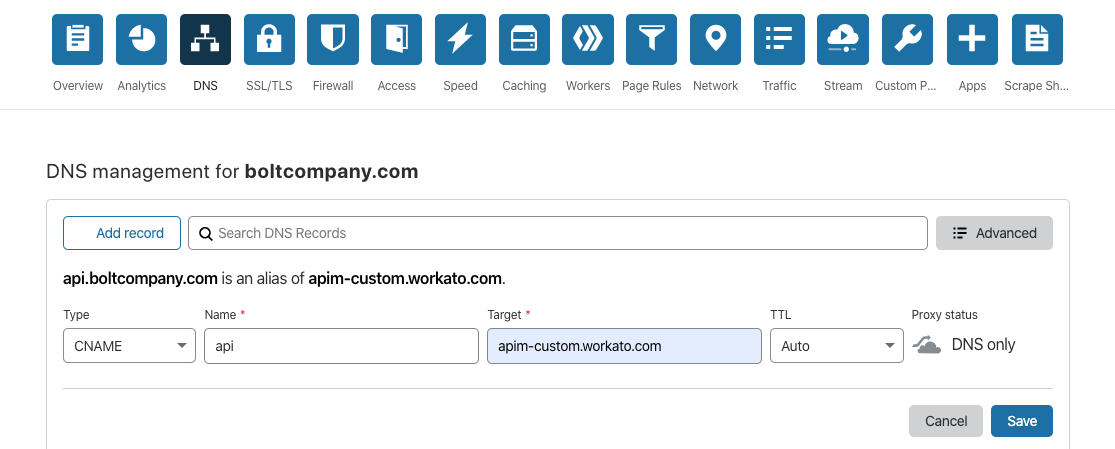 Overview Analytics DNS SSL/TLS Firewall Access Speed Caching Workers Page Rules Network Traffic Stream Custom P... Apps Scrape Sh...
DNS management for boltcompany.com
Add record Search DNS Records Advanced
api.boltcompany.com is an alias of apim-custom.workato.com.
Type Name * Target * TTL Proxy status
CNAME api apim-custom.workato.com Auto DNS only
Cancel Save